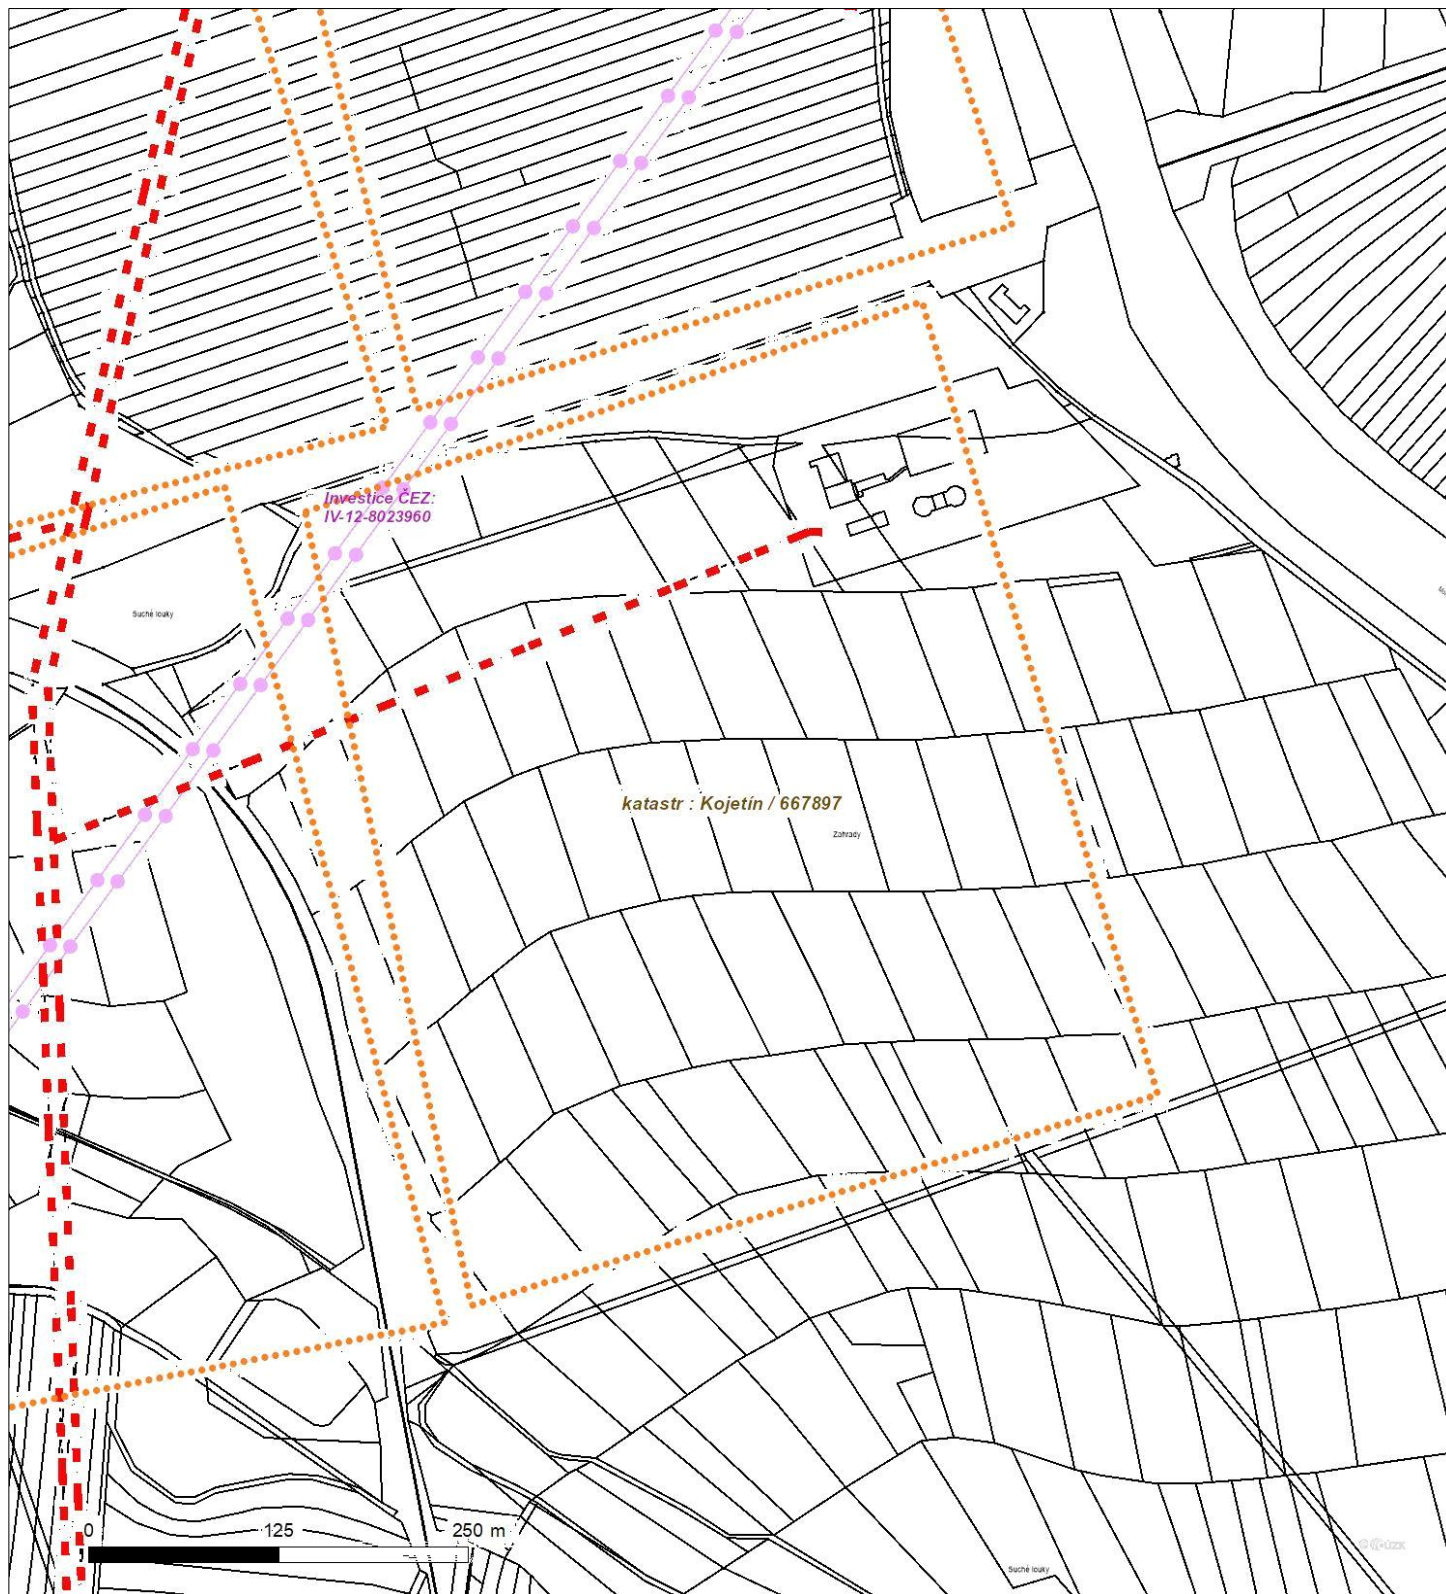 Investice ČEZ:
IV-12-8023960
Suché louky
katastr : Kojetín / 667897
Zahrady
0 125 250 m
Suché louky